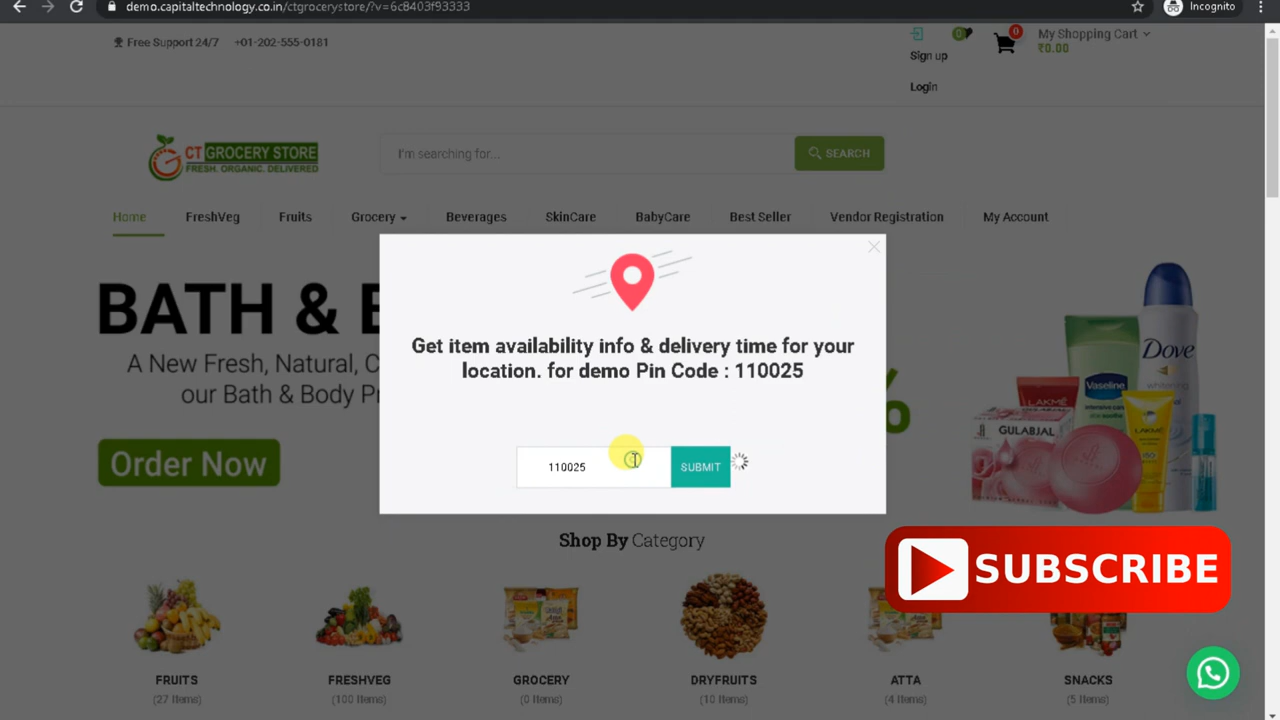 demo.capitaltechnology.co.in/ctgrocerystore/?v=6c8403f93333
Incognito
Free Support 24/7 +01-202-555-0181
Sign up
Login
0
0
My Shopping Cart
₹0.00
CT GROCERY STORE
FRESH. ORGANIC. DELIVERED
I'm searching for...
SEARCH
Home FreshVeg Fruits Grocery Beverages SkinCare BabyCare Best Seller Vendor Registration My Account
BATH &
A New Fresh, Natural, C
our Bath & Body P
Order Now
%
Get item availability info & delivery time for your
location. for demo Pin Code : 110025
110025
SUBMIT
Dove
Vaseline
LAKMÉ
GULABJAL
SUBSCRIBE
Shop By Category
FRUITS
(27 Items)
FRESHVEG
(100 Items)
GROCERY
(0 Items)
DRYFRUITS
(10 Items)
ATTA
(4 Items)
SNACKS
(5 Items)